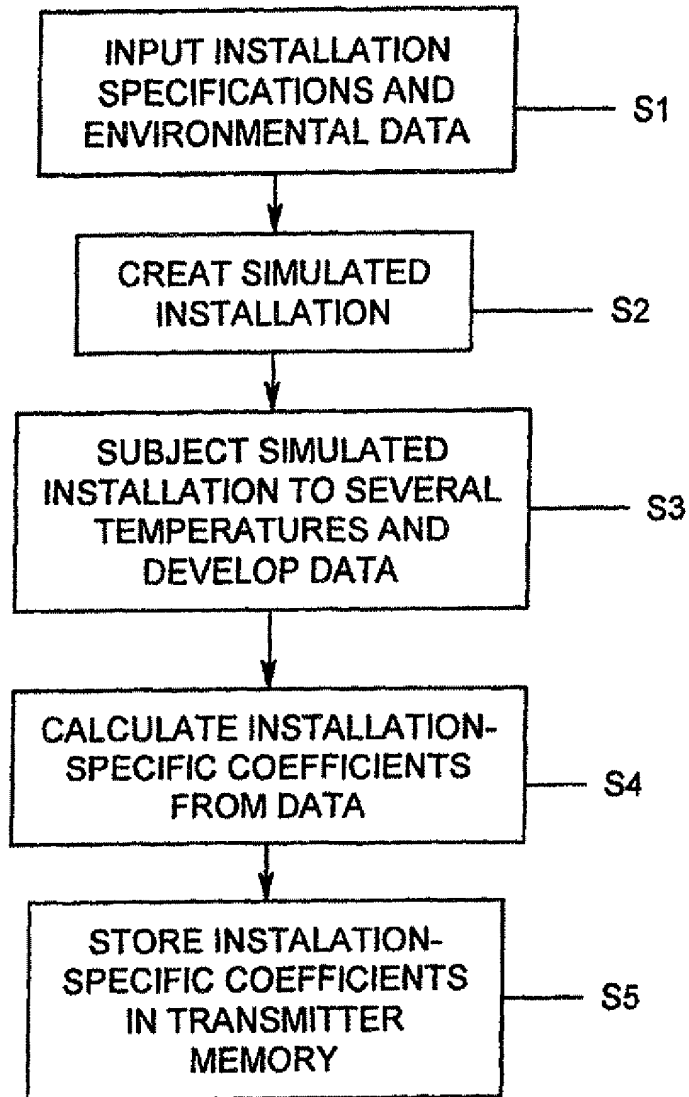 INPUT INSTALLATION
SPECIFICATIONS AND
ENVIRONMENTAL DATA
S1
CREAT SIMULATED
INSTALLATION
S2
SUBJECT SIMULATED
INSTALLATION TO SEVERAL
TEMPERATURES AND
DEVELOP DATA
S3
CALCULATE INSTALLATION-
SPECIFIC COEFFICIENTS
FROM DATA
S4
STORE INSTALATION-
SPECIFIC COEFFICIENTS
IN TRANSMITTER
MEMORY
S5